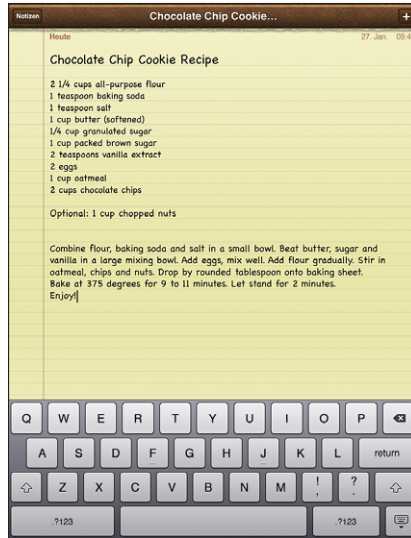 Notizen
Chocolate Chip Cookie...
+
Heute
27. Jan.
Chocolate Chip Cookie Recipe
2 1/4 cups all-purpose flour
1 teaspoon baking soda
1 teaspoon salt
1 cup butter (softened)
1/4 cup granulated sugar
1 cup packed brown sugar
2 teaspoons vanilla extract
2 eggs
1 cup oatmeal
2 cups chocolate chips
Optional: 1 cup chopped nuts
Combine flour, baking soda and salt in a small bowl. Beat butter, sugar and
vanilla in a large mixing bowl. Add eggs, mix well. Add flour gradually. Stir in
oatmeal, chips and nuts. Drop by rounded tablespoon onto baking sheet.
Bake at 375 degrees for 9 to 11 minutes. Let stand for 2 minutes.
Enjoy!
Q W E R T Y U I O P
A S D F G H J K L return
Z X C V B N M ! , ? .
.?123 .?123